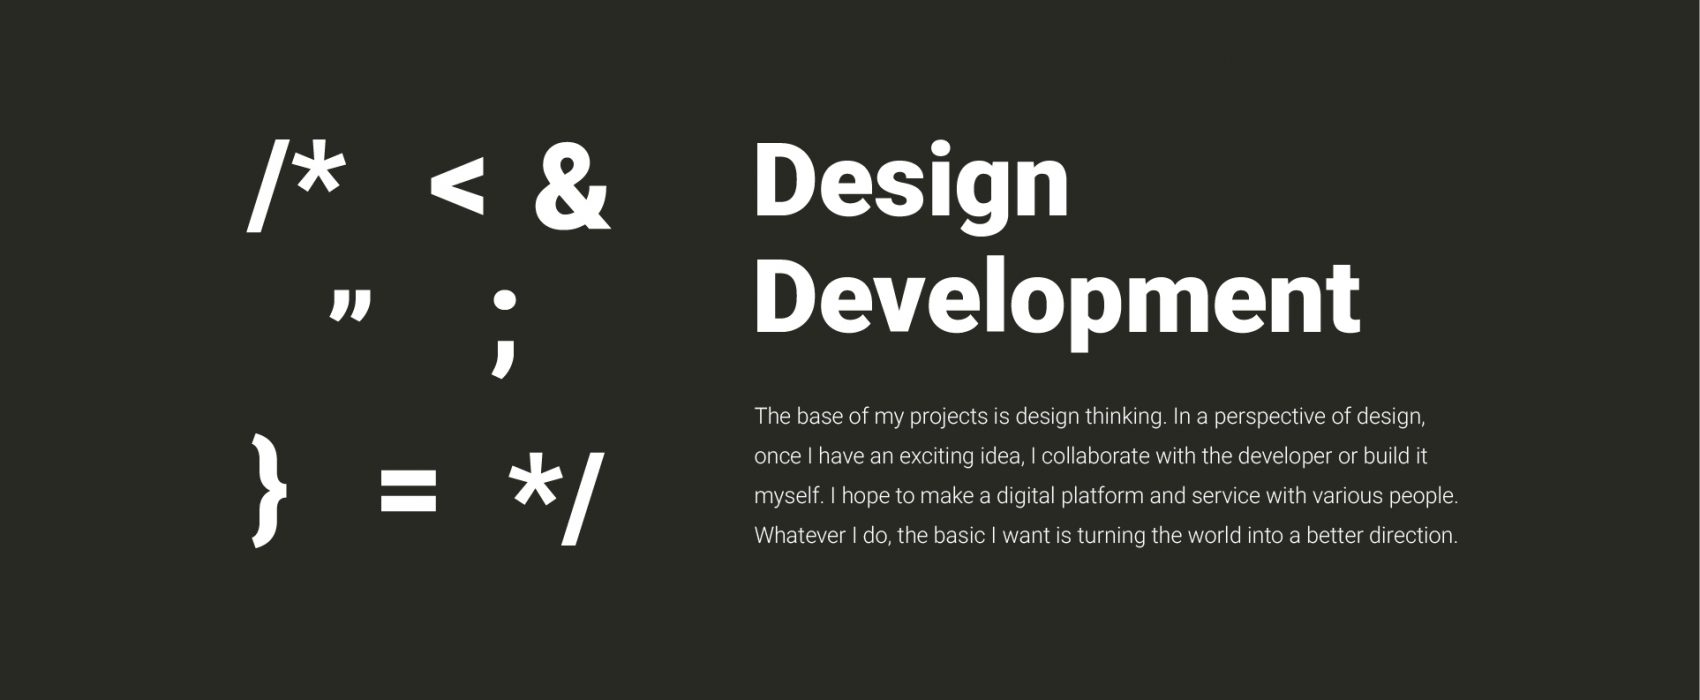 /* < &
” ;
} = */
Design
Development
The base of my projects is design thinking. In a perspective of design,
once I have an exciting idea, I collaborate with the developer or build it
myself. I hope to make a digital platform and service with various people.
Whatever I do, the basic I want is turning the world into a better direction.